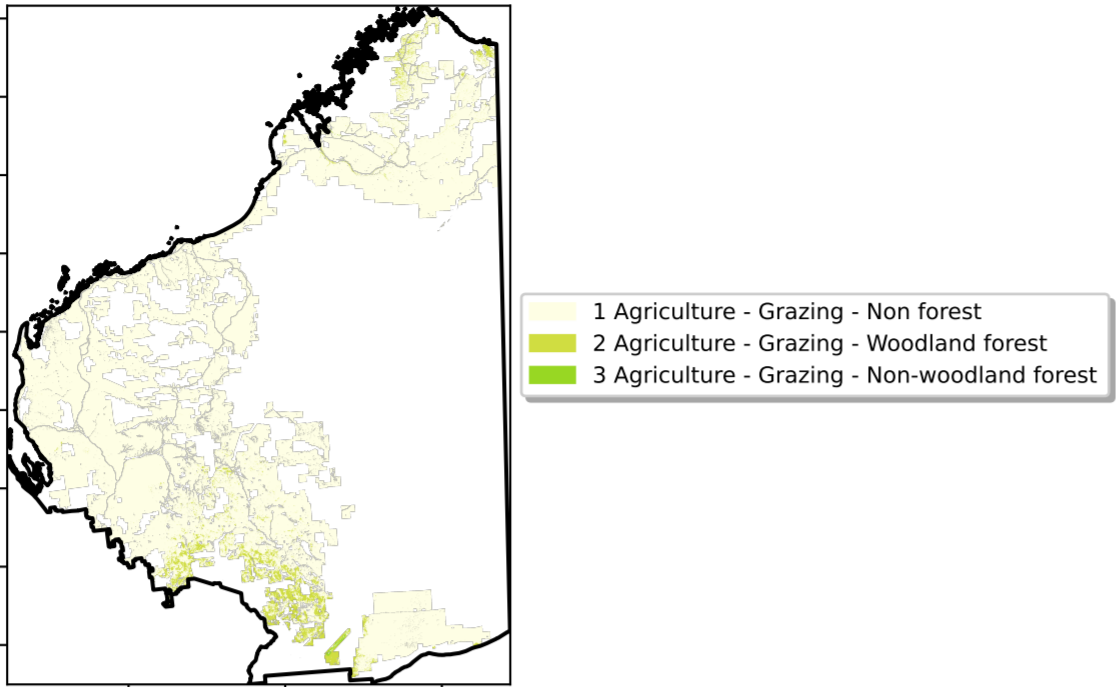 1 Agriculture - Grazing - Non forest
2 Agriculture - Grazing - Woodland forest
3 Agriculture - Grazing - Non-woodland forest